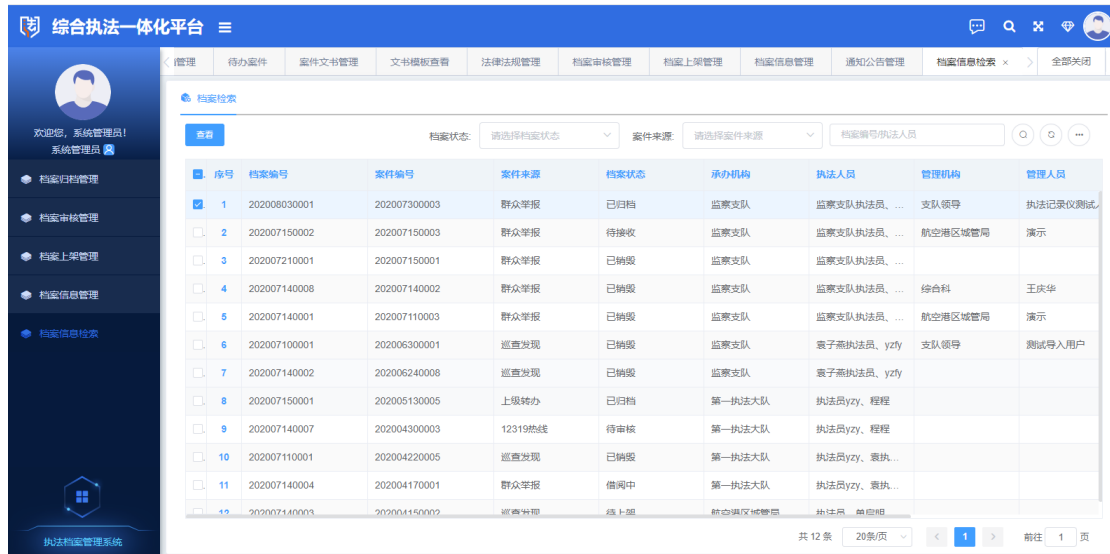 综合执法一体化平台
管理 待办案件 案件文书管理 文书模板查看 法律法规管理 档案审核管理 档案上架管理 档案信息管理 通知公告管理 档案信息检索 × 全部关闭
欢迎您，系统管理员！
系统管理员
档案归档管理
档案审核管理
档案上架管理
档案信息管理
档案信息检索
执法档案管理系统
档案检索
查看 档案状态: 请选择档案状态 案件来源: 请选择案件来源 档案编号/执法人员
序号 档案编号 案件编号 案件来源 档案状态 承办机构 执法人员 管理机构 管理人员
1 202008030001 202007300003 群众举报 已归档 监察支队 监察支队执法员、... 支队领导 执法记录仪测试
2 202007150002 202007150003 群众举报 待接收 监察支队 监察支队执法员、... 航空港区城管局 演示
3 202007210001 202007150001 群众举报 已销毁 监察支队 监察支队执法员、...
4 202007140008 202007140002 群众举报 已销毁 监察支队 监察支队执法员、... 综合科 王庆华
5 202007140001 202007110003 群众举报 已销毁 监察支队 监察支队执法员、... 航空港区城管局 演示
6 202007100001 202006300001 巡查发现 已销毁 监察支队 袁子燕执法员、yzfy 支队领导 测试导入用户
7 202007140002 202006240008 巡查发现 已销毁 监察支队 袁子燕执法员、yzfy
8 202007150001 202005130005 上级转办 已归档 第一执法大队 执法员yzy、程程
9 202007140007 202004300003 12319热线 待审核 第一执法大队 执法员yzy、程程
10 202007110001 202004220005 巡查发现 已销毁 第一执法大队 执法员yzy、袁执...
11 202007140004 202004170001 群众举报 借阅中 第一执法大队 执法员yzy、袁执...
12 202007140003 202004150002 巡查发现 待上架 航空港区城管局 执法员、
共 12 条 20条/页 1 前往 1 页